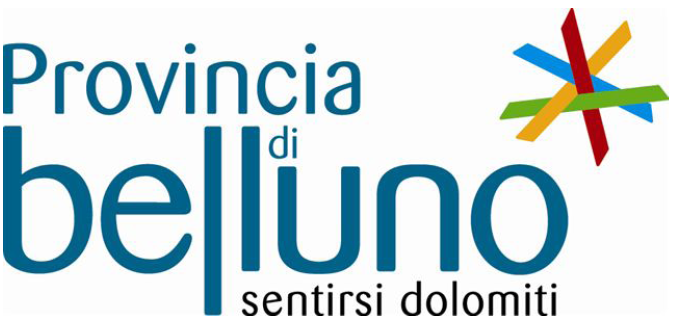 Provincia
di
belluno
sentirsi dolomiti